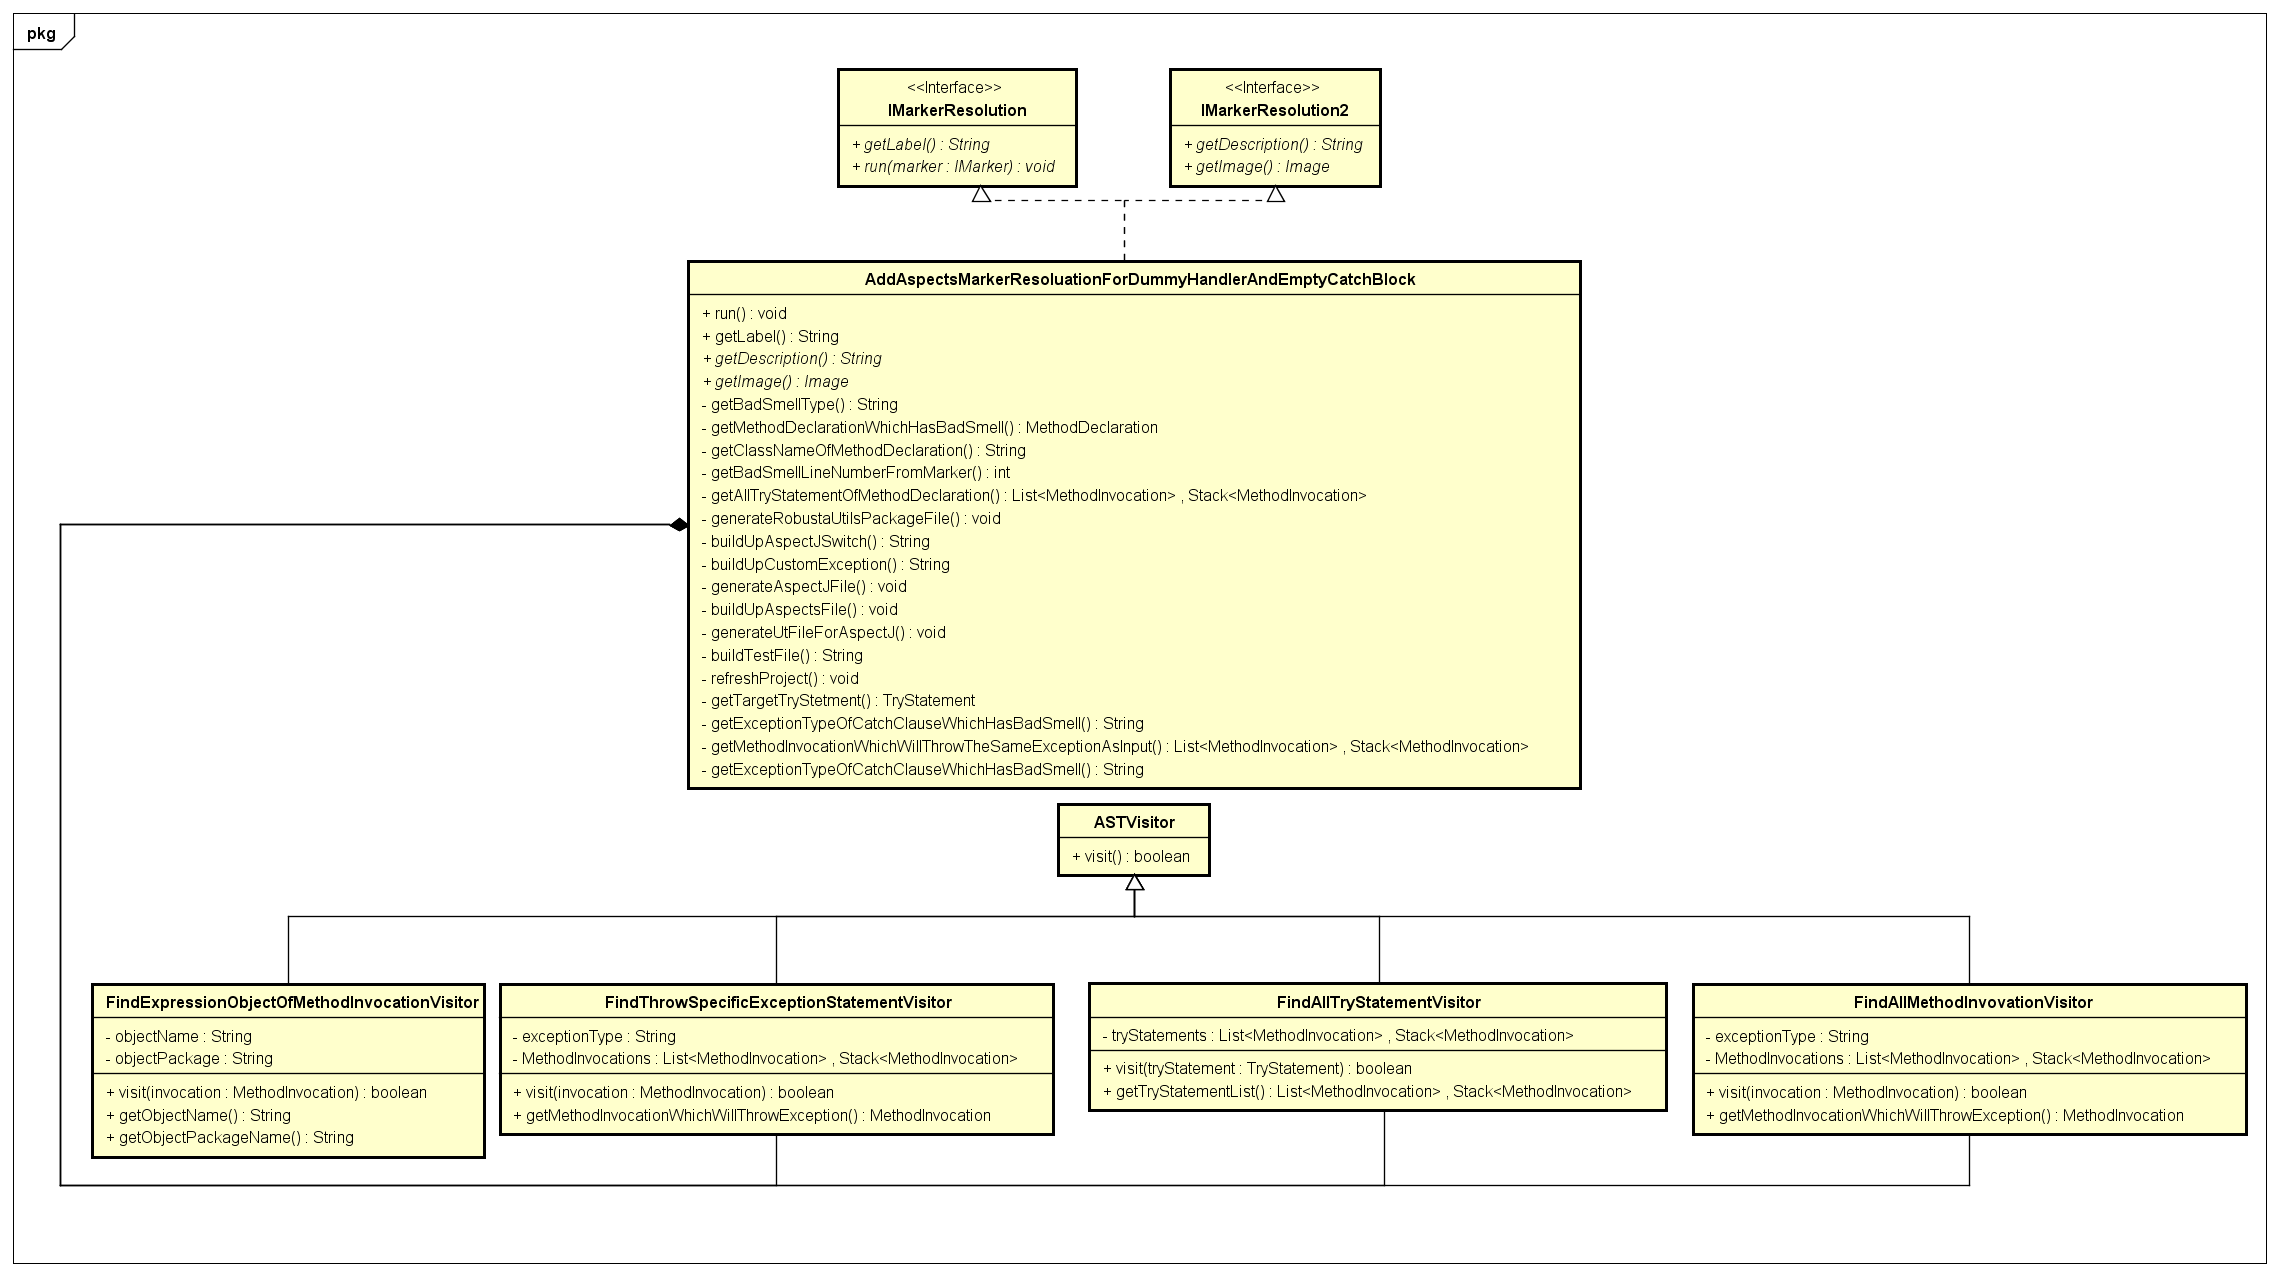 pkg
<<Interface>>
IMarkerResolution
+ getLabel() : String
+ run(marker : IMarker) : void
<<Interface>>
IMarkerResolution2
+ getDescription() : String
+ getImage() : Image
AddAspectsMarkerResoluationForDummyHandlerAndEmptyCatchBlock
+ run() : void
+ getLabel() : String
+ getDescription() : String
+ getImage() : Image
- getBadSmellType() : String
- getMethodDeclarationWhichHasBadSmell() : MethodDeclaration
- getClassNameOfMethodDeclaration() : String
- getBadSmellLineNumberFromMarker() : int
- getAllTryStatementOfMethodDeclaration() : List<MethodInvocation> , Stack<MethodInvocation>
- generateRobustaUtilsPackageFile() : void
- buildUpAspectJSwitch() : String
- buildUpCustomException() : String
- generateAspectJFile() : void
- buildUpAspectsFile() : void
- generateUtFileForAspectJ() : void
- buildTestFile() : String
- refreshProject() : void
- getTargetTryStetment() : TryStatement
- getExceptionTypeOfCatchClauseWhichHasBadSmell() : String
- getMethodInvocationWhichWillThrowTheSameExceptionAsInput() : List<MethodInvocation> , Stack<MethodInvocation>
- getExceptionTypeOfCatchClauseWhichHasBadSmell() : String
ASTVisitor
+ visit() : boolean
FindExpressionObjectOfMethodInvocationVisitor
- objectName : String
- objectPackage : String
+ visit(invocation : MethodInvocation) : boolean
+ getObjectName() : String
+ getObjectPackageName() : String
FindThrowSpecificExceptionStatementVisitor
- exceptionType : String
- MethodInvocations : List<MethodInvocation> , Stack<MethodInvocation>
+ visit(invocation : MethodInvocation) : boolean
+ getMethodInvocationWhichWillThrowException() : MethodInvocation
FindAllTryStatementVisitor
- tryStatements : List<MethodInvocation> , Stack<MethodInvocation>
+ visit(tryStatement : TryStatement) : boolean
+ getTryStatementList() : List<MethodInvocation> , Stack<MethodInvocation>
FindAllMethodInvovationVisitor
- exceptionType : String
- MethodInvocations : List<MethodInvocation> , Stack<MethodInvocation>
+ visit(invocation : MethodInvocation) : boolean
+ getMethodInvocationWhichWillThrowException() : MethodInvocation